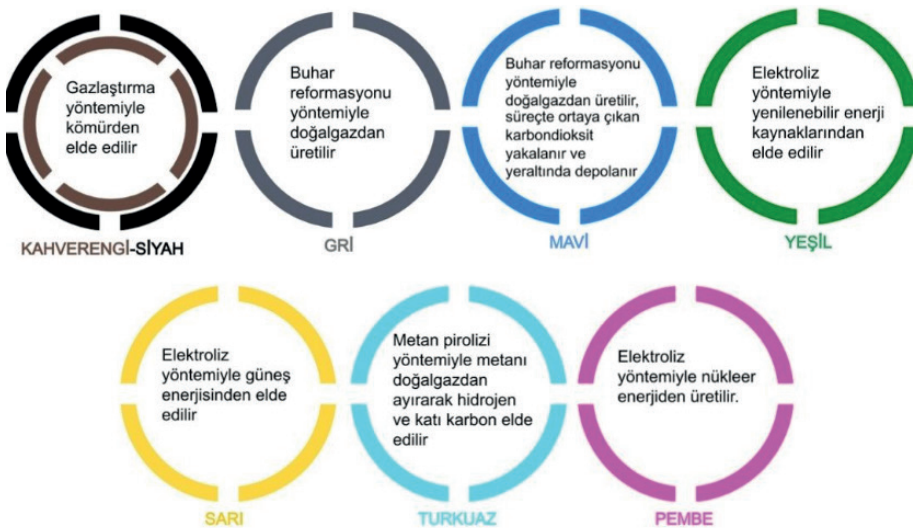 Gazlaştırma
yöntemiyle
kömürden
elde edilir
KAHVERENGİ-SİYAH
Buhar
reformasyonu
yöntemiyle
doğalgazdan
üretilir
GRİ
Buhar reformasyonu
yöntemiyle
doğalgazdan üretilir,
süreçte ortaya çıkan
karbondioksit
yakalanır ve
yeraltında depolanır
MAVİ
Elektroliz
yöntemiyle
yenilenebilir enerji
kaynaklarından
elde edilir
YEŞİL
Elektroliz
yöntemiyle güneş
enerjisinden elde
edilir
SARI
Metan pirolizi
yöntemiyle metanı
doğalgazdan
ayırarak hidrojen
ve katı karbon elde
edilir
TURKUAZ
Elektroliz
yöntemiyle nükleer
enerjiden üretilir.
PEMBE